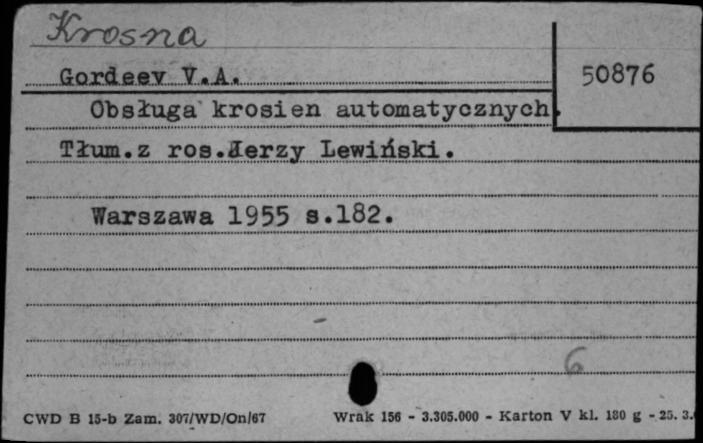 Krosna
Gordeev V.A.
50876
Obsługa krosien automatycznych.
Tłum.z ros.Jerzy Lewiński.
Warszawa 1955 s.182.
6
CWD B 15-b Zam. 307/WD/On/67 Wrak 156 - 3.305.000 - Karton V kl. 180 g - 25. 3.